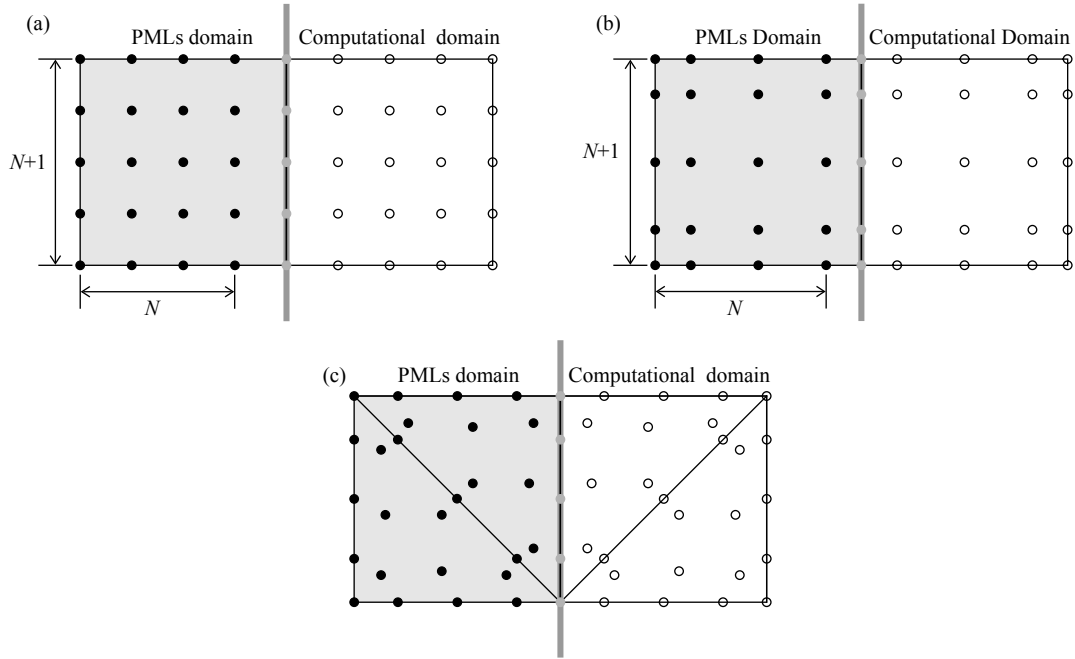 (a)
PMLs domain
Computational domain
N+1
N
(b)
PMLs Domain
Computational Domain
N+1
N
(c)
PMLs domain
Computational domain